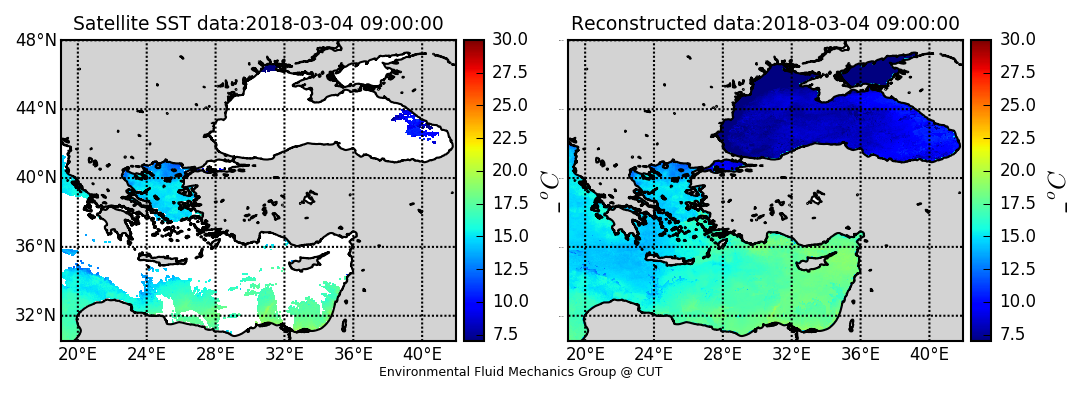 Satellite SST data:2018-03-04 09:00:00
48°N
44°N
40°N
36°N
32°N
20°E 24°E 28°E 32°E 36°E 40°E
30.0
27.5
25.0
22.5
20.0
17.5
15.0
12.5
10.0
7.5
_ °C
Reconstructed data:2018-03-04 09:00:00
20°E 24°E 28°E 32°E 36°E 40°E
30.0
27.5
25.0
22.5
20.0
17.5
15.0
12.5
10.0
7.5
_ °C
Environmental Fluid Mechanics Group @ CUT